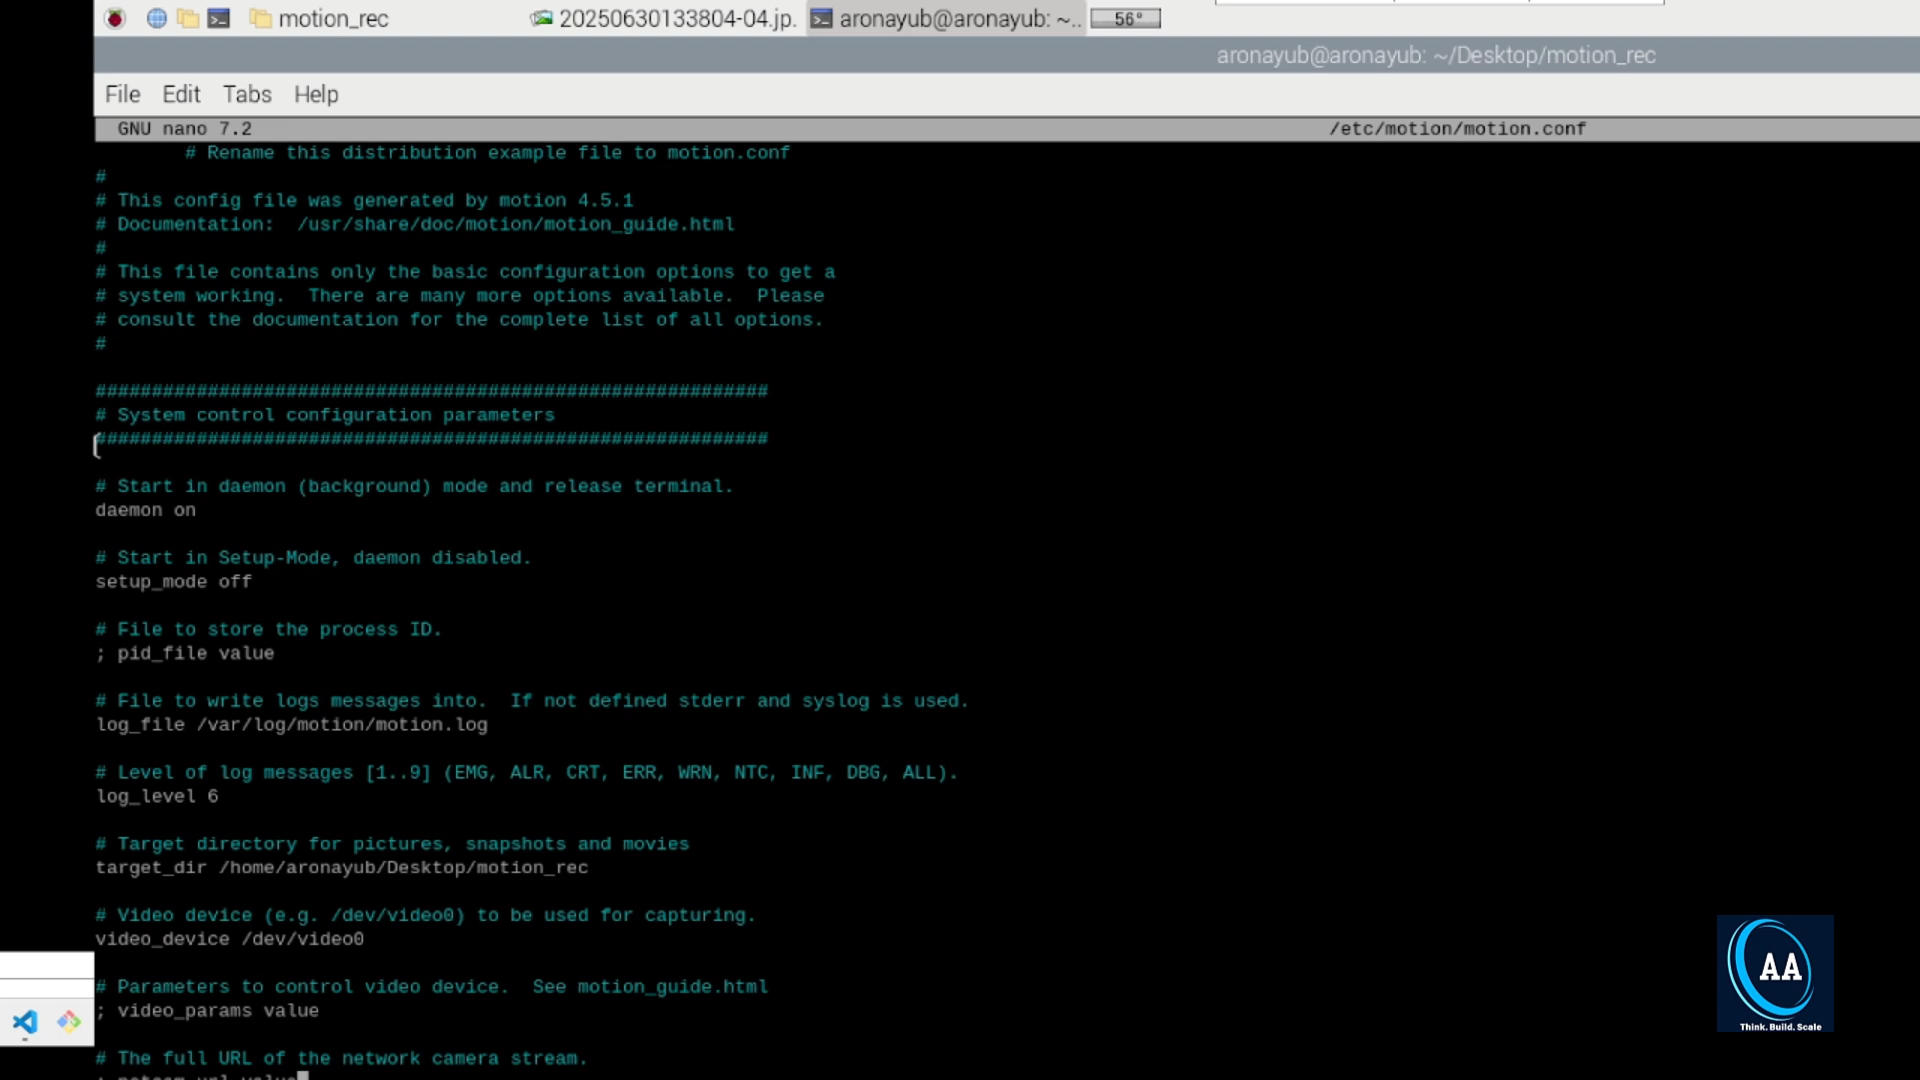 motion_rec
20250630133804-04.jp.
aronayub@aronayub: ~..
56°
aronayub@aronayub: ~/Desktop/motion_rec
File Edit Tabs Help
GNU nano 7.2 /etc/motion/motion.conf
# Rename this distribution example file to motion.conf
#
# This config file was generated by motion 4.5.1
# Documentation:  /usr/share/doc/motion/motion_guide.html
#
# This file contains only the basic configuration options to get a
# system working.  There are many more options available.  Please
# consult the documentation for the complete list of all options.
#
############################################################
# System control configuration parameters
############################################################
# Start in daemon (background) mode and release terminal.
daemon on
# Start in Setup-Mode, daemon disabled.
setup_mode off
# File to store the process ID.
; pid_file value
# File to write logs messages into.  If not defined stderr and syslog is used.
log_file /var/log/motion/motion.log
# Level of log messages [1..9] (EMG, ALR, CRT, ERR, WRN, NTC, INF, DBG, ALL).
log_level 6
# Target directory for pictures, snapshots and movies
target_dir /home/aronayub/Desktop/motion_rec
# Video device (e.g. /dev/video0) to be used for capturing.
video_device /dev/video0
# Parameters to control video device.  See motion_guide.html
; video_params value
# The full URL of the network camera stream.
AA
Think. Build. Scale